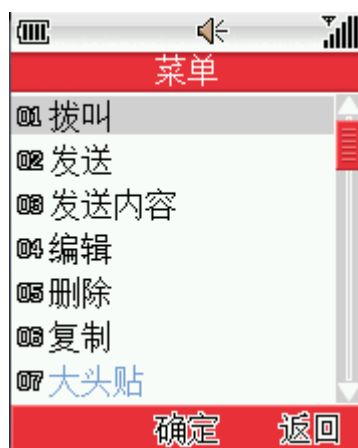 菜单
01 拨叫
02 发送
03 发送内容
04 编辑
05 删除
06 复制
07 大头贴
确定 返回